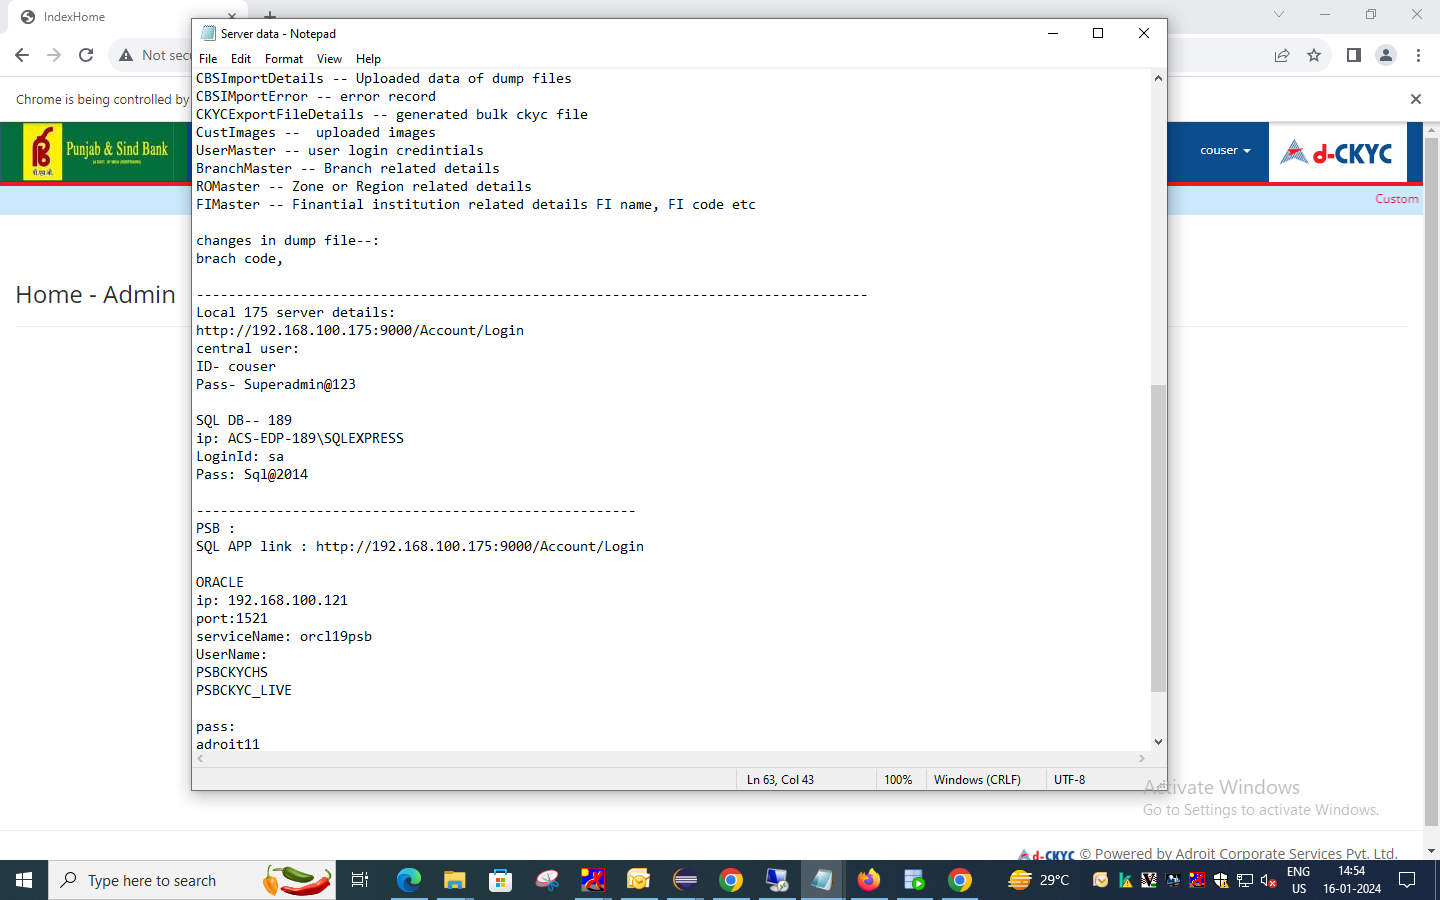 IndexHome
Not secu
Chrome is being controlled by
Punjab & Sind Bank
couser
d-CKYC
Custom
Home - Admin
Server data - Notepad
File Edit Format View Help
CBSImportDetails -- Uploaded data of dump files
CBSIMportError -- error record
CKYCExportFileDetails -- generated bulk ckyc file
CustImages --  uploaded images
UserMaster -- user login credintials
BranchMaster -- Branch related details
ROMaster -- Zone or Region related details
FIMaster -- Finantial institution related details FI name, FI code etc
changes in dump file--:
brach code,
------------------------------------------------------------------------------------
Local 175 server details:
http://192.168.100.175:9000/Account/Login
central user:
ID- couser
Pass- Superadmin@123
SQL DB-- 189
ip: ACS-EDP-189\SQLEXPRESS
LoginId: sa
Pass: Sql@2014
-------------------------------------------------------
PSB :
SQL APP link : http://192.168.100.175:9000/Account/Login
ORACLE
ip: 192.168.100.121
port:1521
serviceName: orcl19psb
UserName:
PSBCKYCHS
PSBCKYC_LIVE
pass:
adroit11
Ln 63, Col 43
100%
Windows (CRLF)
UTF-8
Activate Windows
Go to Settings to activate Windows.
d-CKYC © Powered by Adroit Corporate Services Pvt. Ltd.
Type here to search
29°C
ENG
US
14:54
16-01-2024